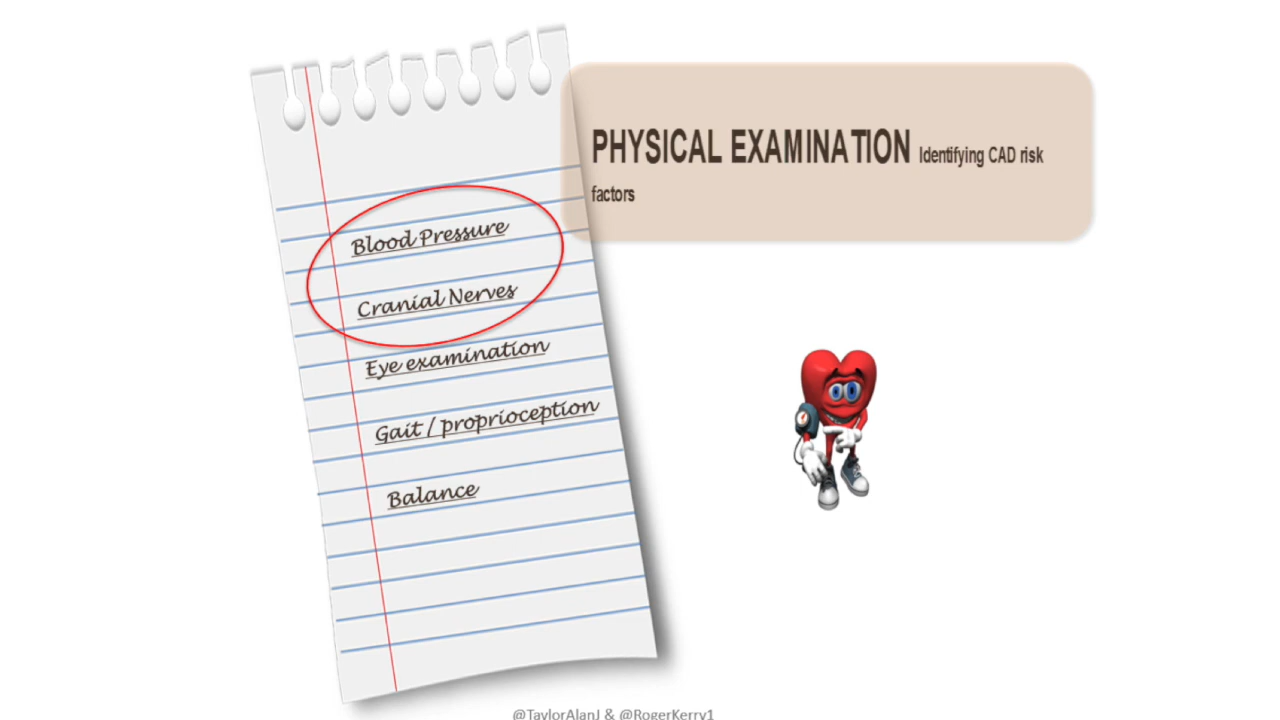 PHYSICAL EXAMINATION Identifying CAD risk
factors
Blood Pressure
Cranial Nerves
Eye examination
Gait / proprioception
Balance
@TaylorAlanJ & @RogerKerry1